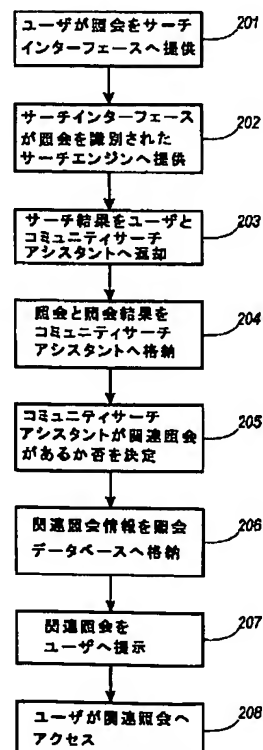 ユーザが照会をサーチ
インターフェースへ提供
201
サーチインターフェース
が照会を識別された
サーチエンジンへ提供
202
サーチ結果をユーザと
コミュニティサーチ
アシスタントへ返却
203
照会と照会結果を
コミュニティサーチ
アシスタントへ格納
204
コミュニティサーチ
アシスタントが関連照会
があるか否を決定
205
関連照会情報を照会
データベースへ格納
206
関連照会を
ユーザへ提示
207
ユーザが関連照会へ
アクセス
208